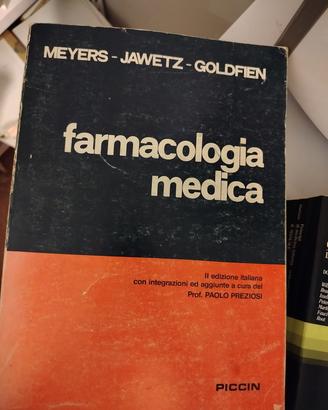 MEYERS - JAWETZ - GOLDFIEN
farmacologia
medica
II edizione italiana
con integrazioni ed aggiunte a cura del
Prof. PAOLO PREZIOSI
PICCIN